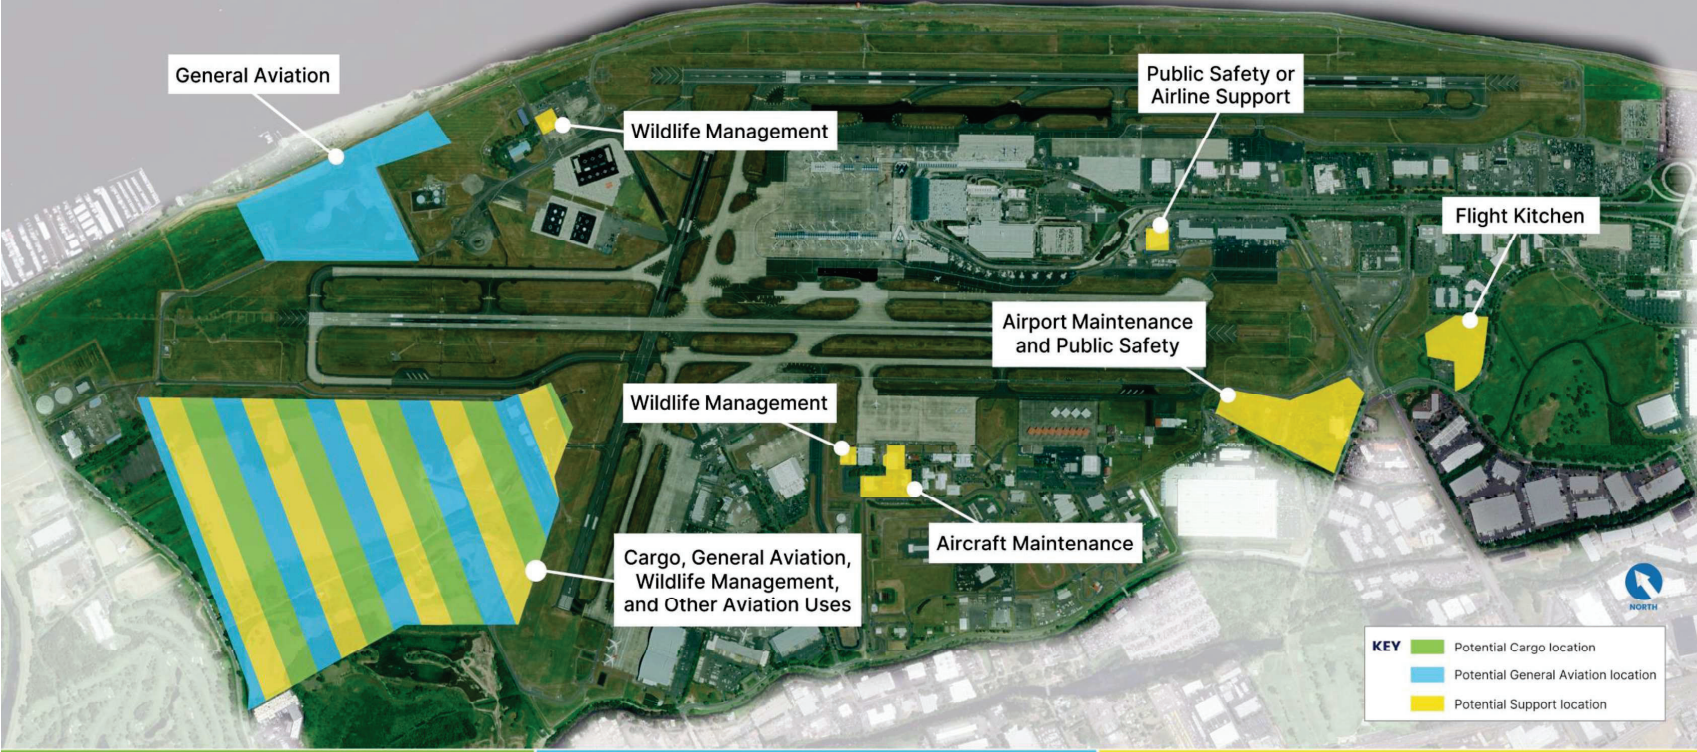 General Aviation
Wildlife Management
Public Safety or
Airline Support
Flight Kitchen
Airport Maintenance
and Public Safety
Wildlife Management
Aircraft Maintenance
Cargo, General Aviation,
Wildlife Management,
and Other Aviation Uses
NORTH
KEY
Potential Cargo location
Potential General Aviation location
Potential Support location